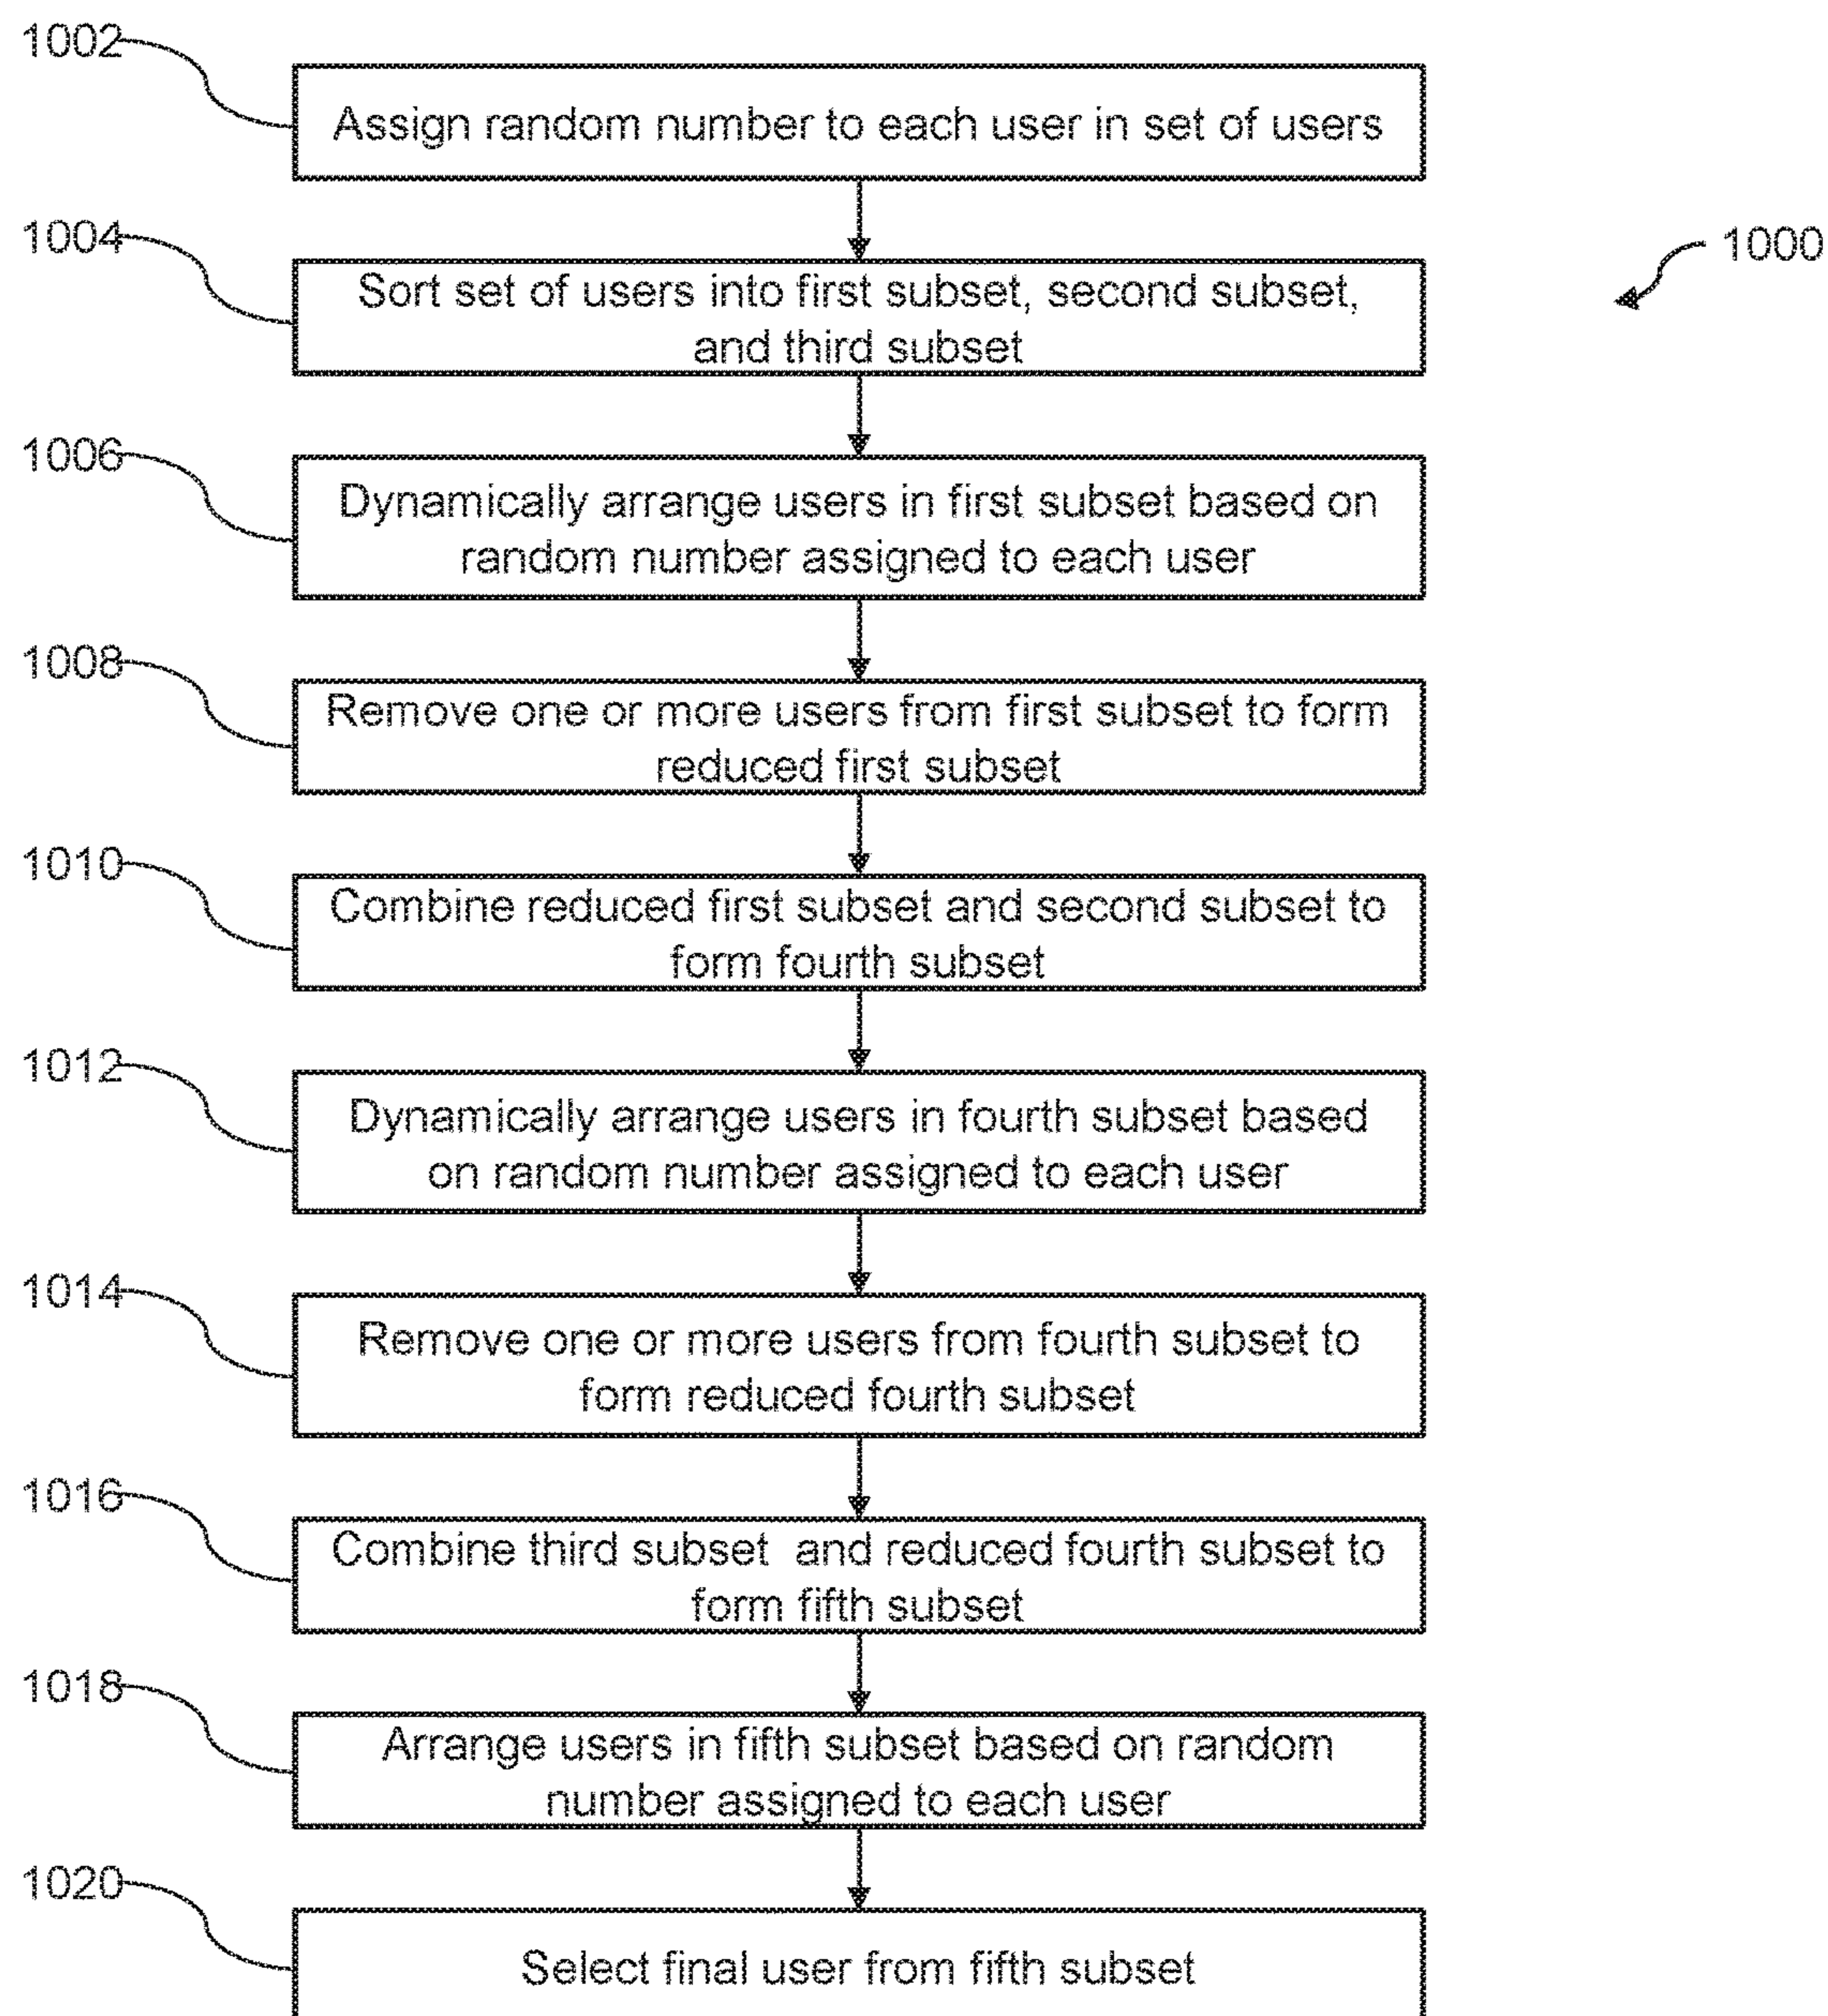 1002
Assign random number to each user in set of users
1004
1000
Sort set of users into first subset, second subset,
and third subset
1006
Dynamically arrange users in first subset based on
random number assigned to each user
1008
Remove one or more users from first subset to form
reduced first subset
1010
Combine reduced first subset and second subset to
form fourth subset
1012
Dynamically arrange users in fourth subset based
on random number assigned to each user
1014
Remove one or more users from fourth subset to
form reduced fourth subset
1016
Combine third subset and reduced fourth subset to
form fifth subset
1018
Arrange users in fifth subset based on random
number assigned to each user
1020
Select final user from fifth subset